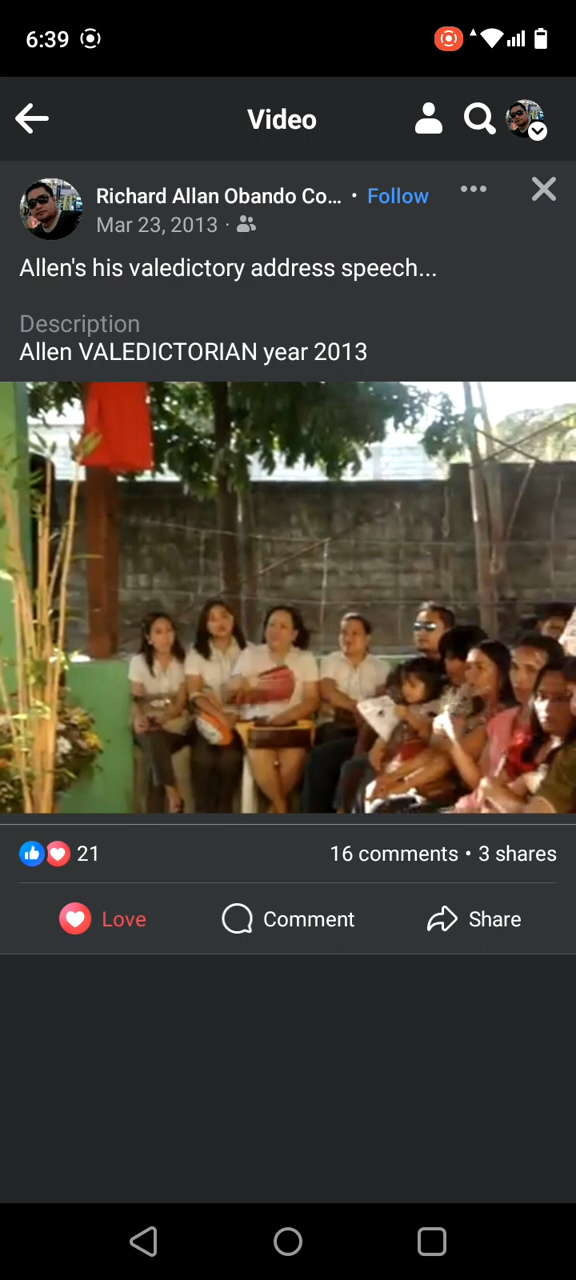 6:39
Video
Richard Allan Obando Co... • Follow
Mar 23, 2013 ·
Allen's his valedictory address speech...
Description
Allen VALEDICTORIAN year 2013
21
16 comments • 3 shares
Love
Comment
Share